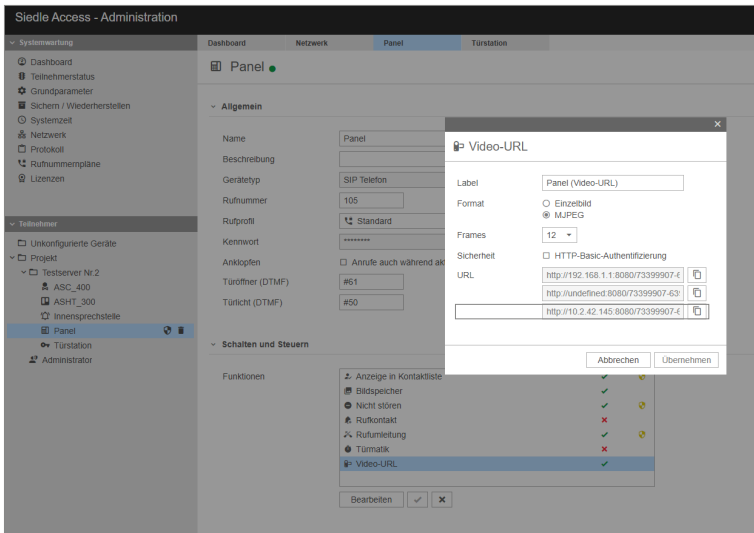 Siedle Access - Administration
Systemwartung
Dashboard
Teilnehmerstatus
Grundparameter
Sichern / Wiederherstellen
Systemzeit
Netzwerk
Protokoll
Rufnummernpläne
Lizenzen
Teilnehmer
Unkonfigurierte Geräte
Projekt
Testserver Nr.2
ASC_400
ASHT_300
Innensprechstelle
Panel
Türstation
Administrator
Dashboard Netzwerk Panel Türstation
Panel
Allgemein
Name Panel
Beschreibung
Gerätetyp SIP Telefon
Rufnummer 105
Rufprofil Standard
Kennwort ********
Anklopfen Anrufe auch während
Türöffner (DTMF) #61
Türlicht (DTMF) #50
Schalten und Steuern
Funktionen
Anzeige in Kontaktliste
Bildspeicher
Nicht stören
Rufkontakt
Rufumleitung
Türmatik
Video-URL
Bearbeiten
Video-URL
Label Panel (Video-URL)
Format Einzelbild
MJPEG
Frames 12
Sicherheit HTTP-Basic-Authentifizierung
URL http://192.168.1.1:8080/73399907-6
http://undefined:8080/73399907-63
http://10.2.42.145:8080/73399907-6
Abbrechen Übernehmen